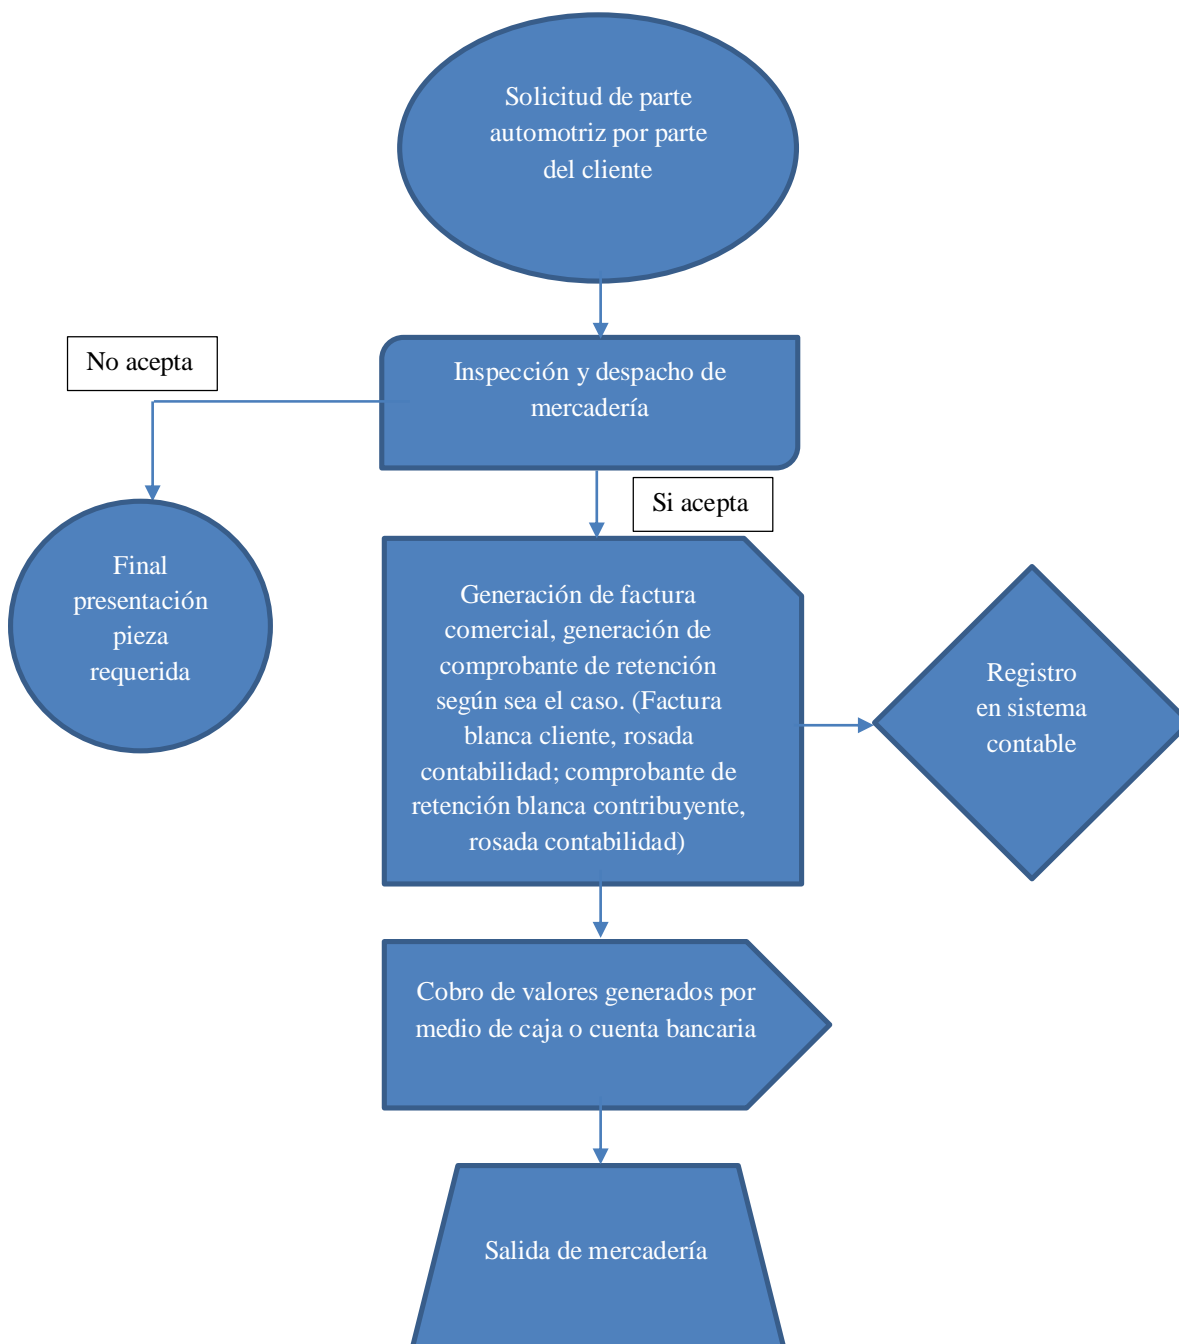 Solicitud de parte
automotriz por parte
del cliente
No acepta
Inspección y despacho de
mercadería
Si acepta
Final
presentación
pieza
requerida
Generación de factura
comercial, generación de
comprobante de retención
según sea el caso. (Factura
blanca cliente, rosada
contabilidad; comprobante de
retención blanca contribuyente,
rosada contabilidad)
Registro
en sistema
contable
Cobro de valores generados por
medio de caja o cuenta bancaria
Salida de mercadería